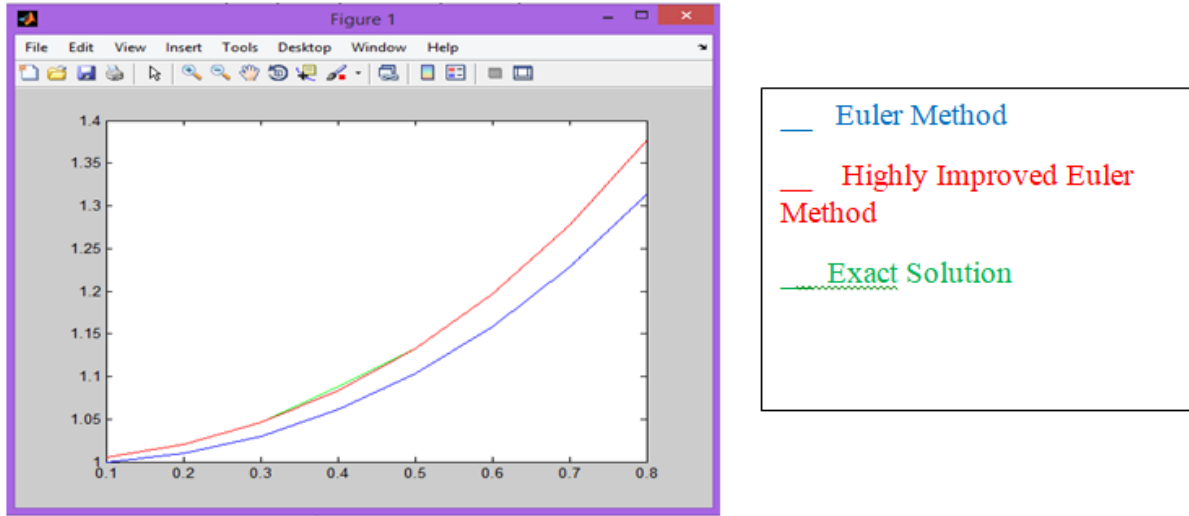 Figure 1
File Edit View Insert Tools Desktop Window Help
1.4
1.35
1.3
1.25
1.2
1.15
1.1
1.05
1
0.1 0.2 0.3 0.4 0.5 0.6 0.7 0.8
__ Euler Method
__ Highly Improved Euler
Method
__ Exact Solution